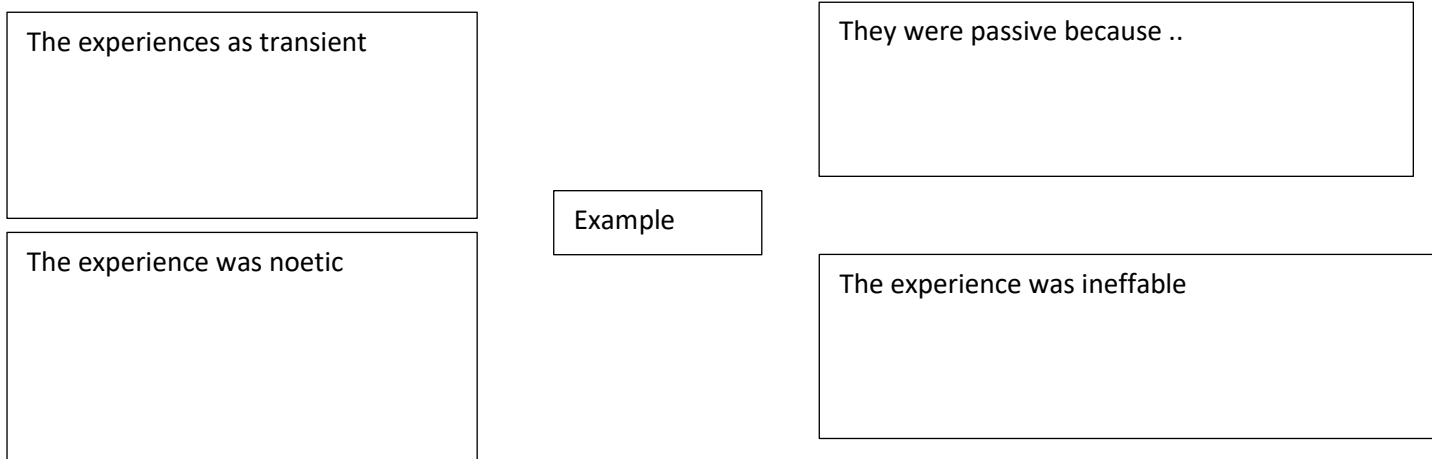 The experiences as transient
They were passive because ..
Example
The experience was noetic
The experience was ineffable